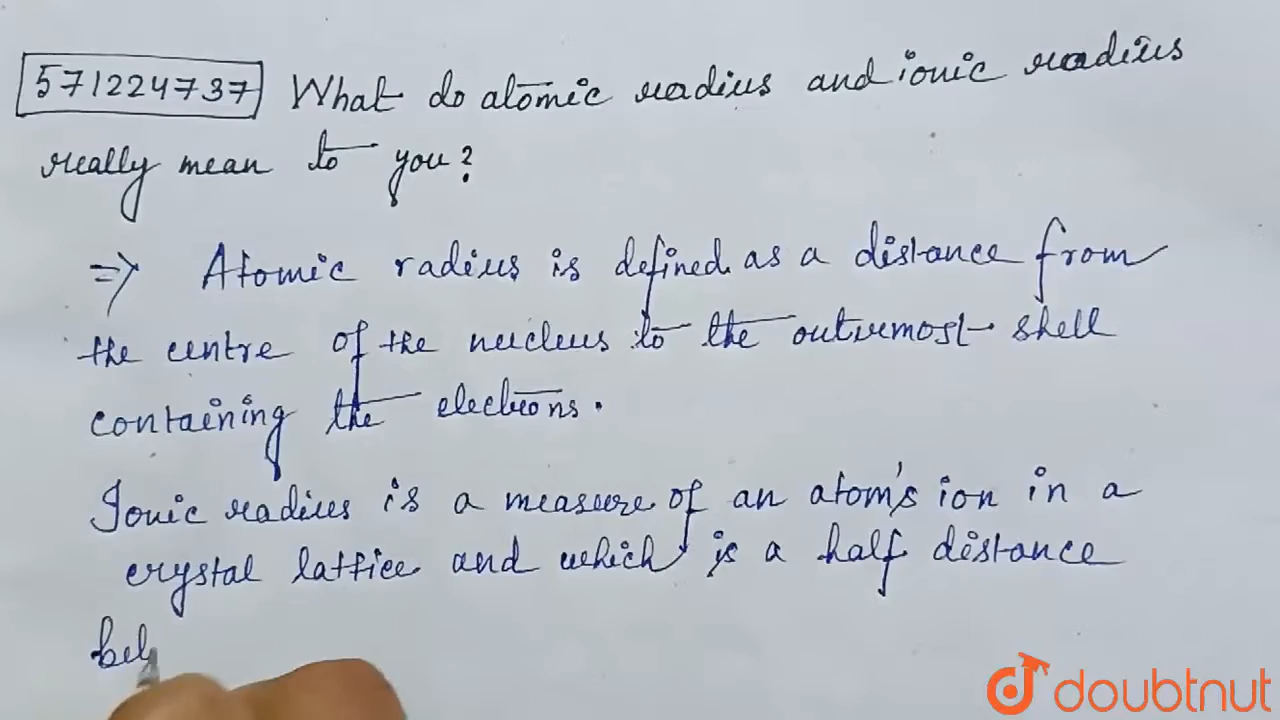 571224737 What do atomic radius and ionic radius
really mean to you?
⇒ Atomic radius is defined as a distance from
the centre of the nucleus to the outermost shell
containing the electrons.
Ionic radius is a measure of an atom's ion in a
crystal lattice and which is a half distance
bet
doubtnut